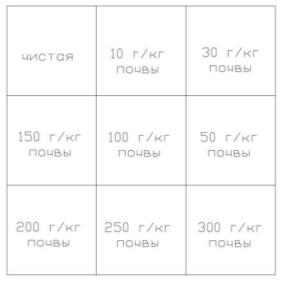 чистая
10 г/кг
почвы
30 г/кг
почвы
150 г/кг
почвы
100 г/кг
почвы
50 г/кг
почвы
200 г/кг
почвы
250 г/кг
почвы
300 г/кг
почвы